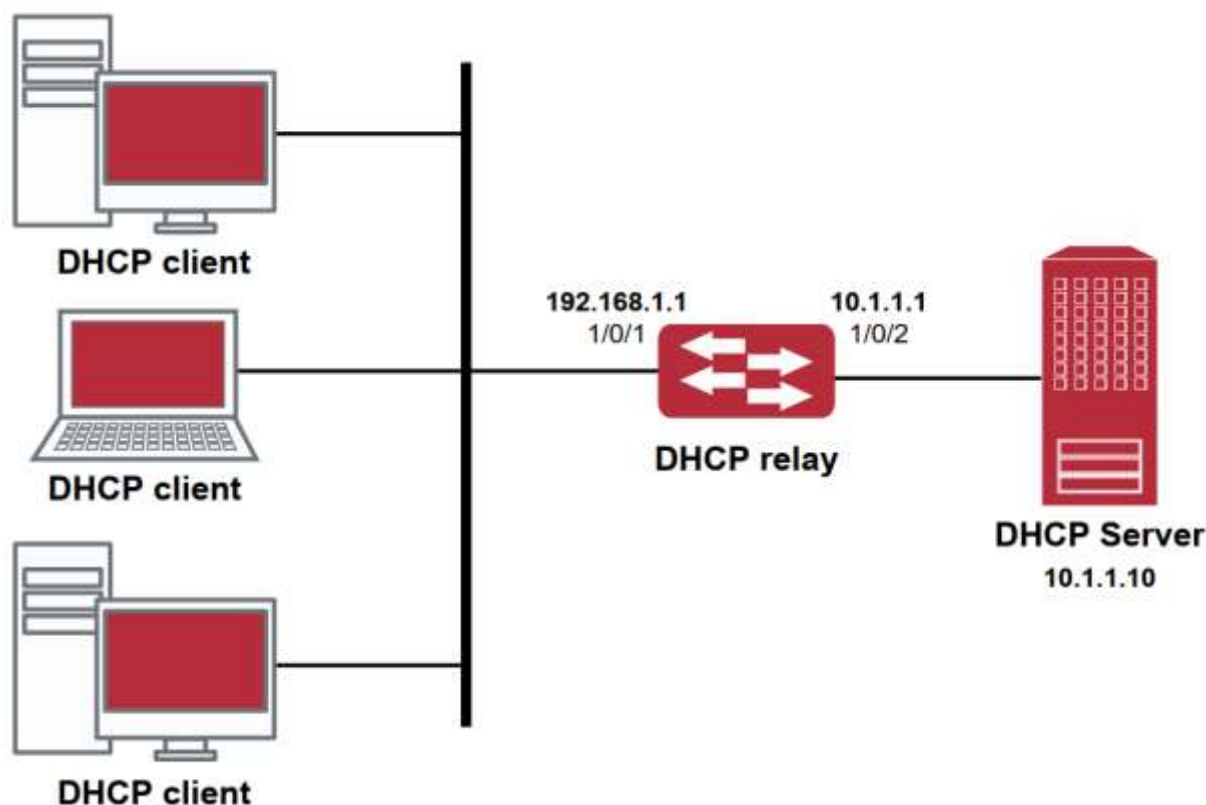 DHCP client
DHCP client
DHCP client
192.168.1.1
1/0/1
10.1.1.1
1/0/2
DHCP relay
DHCP Server
10.1.1.10